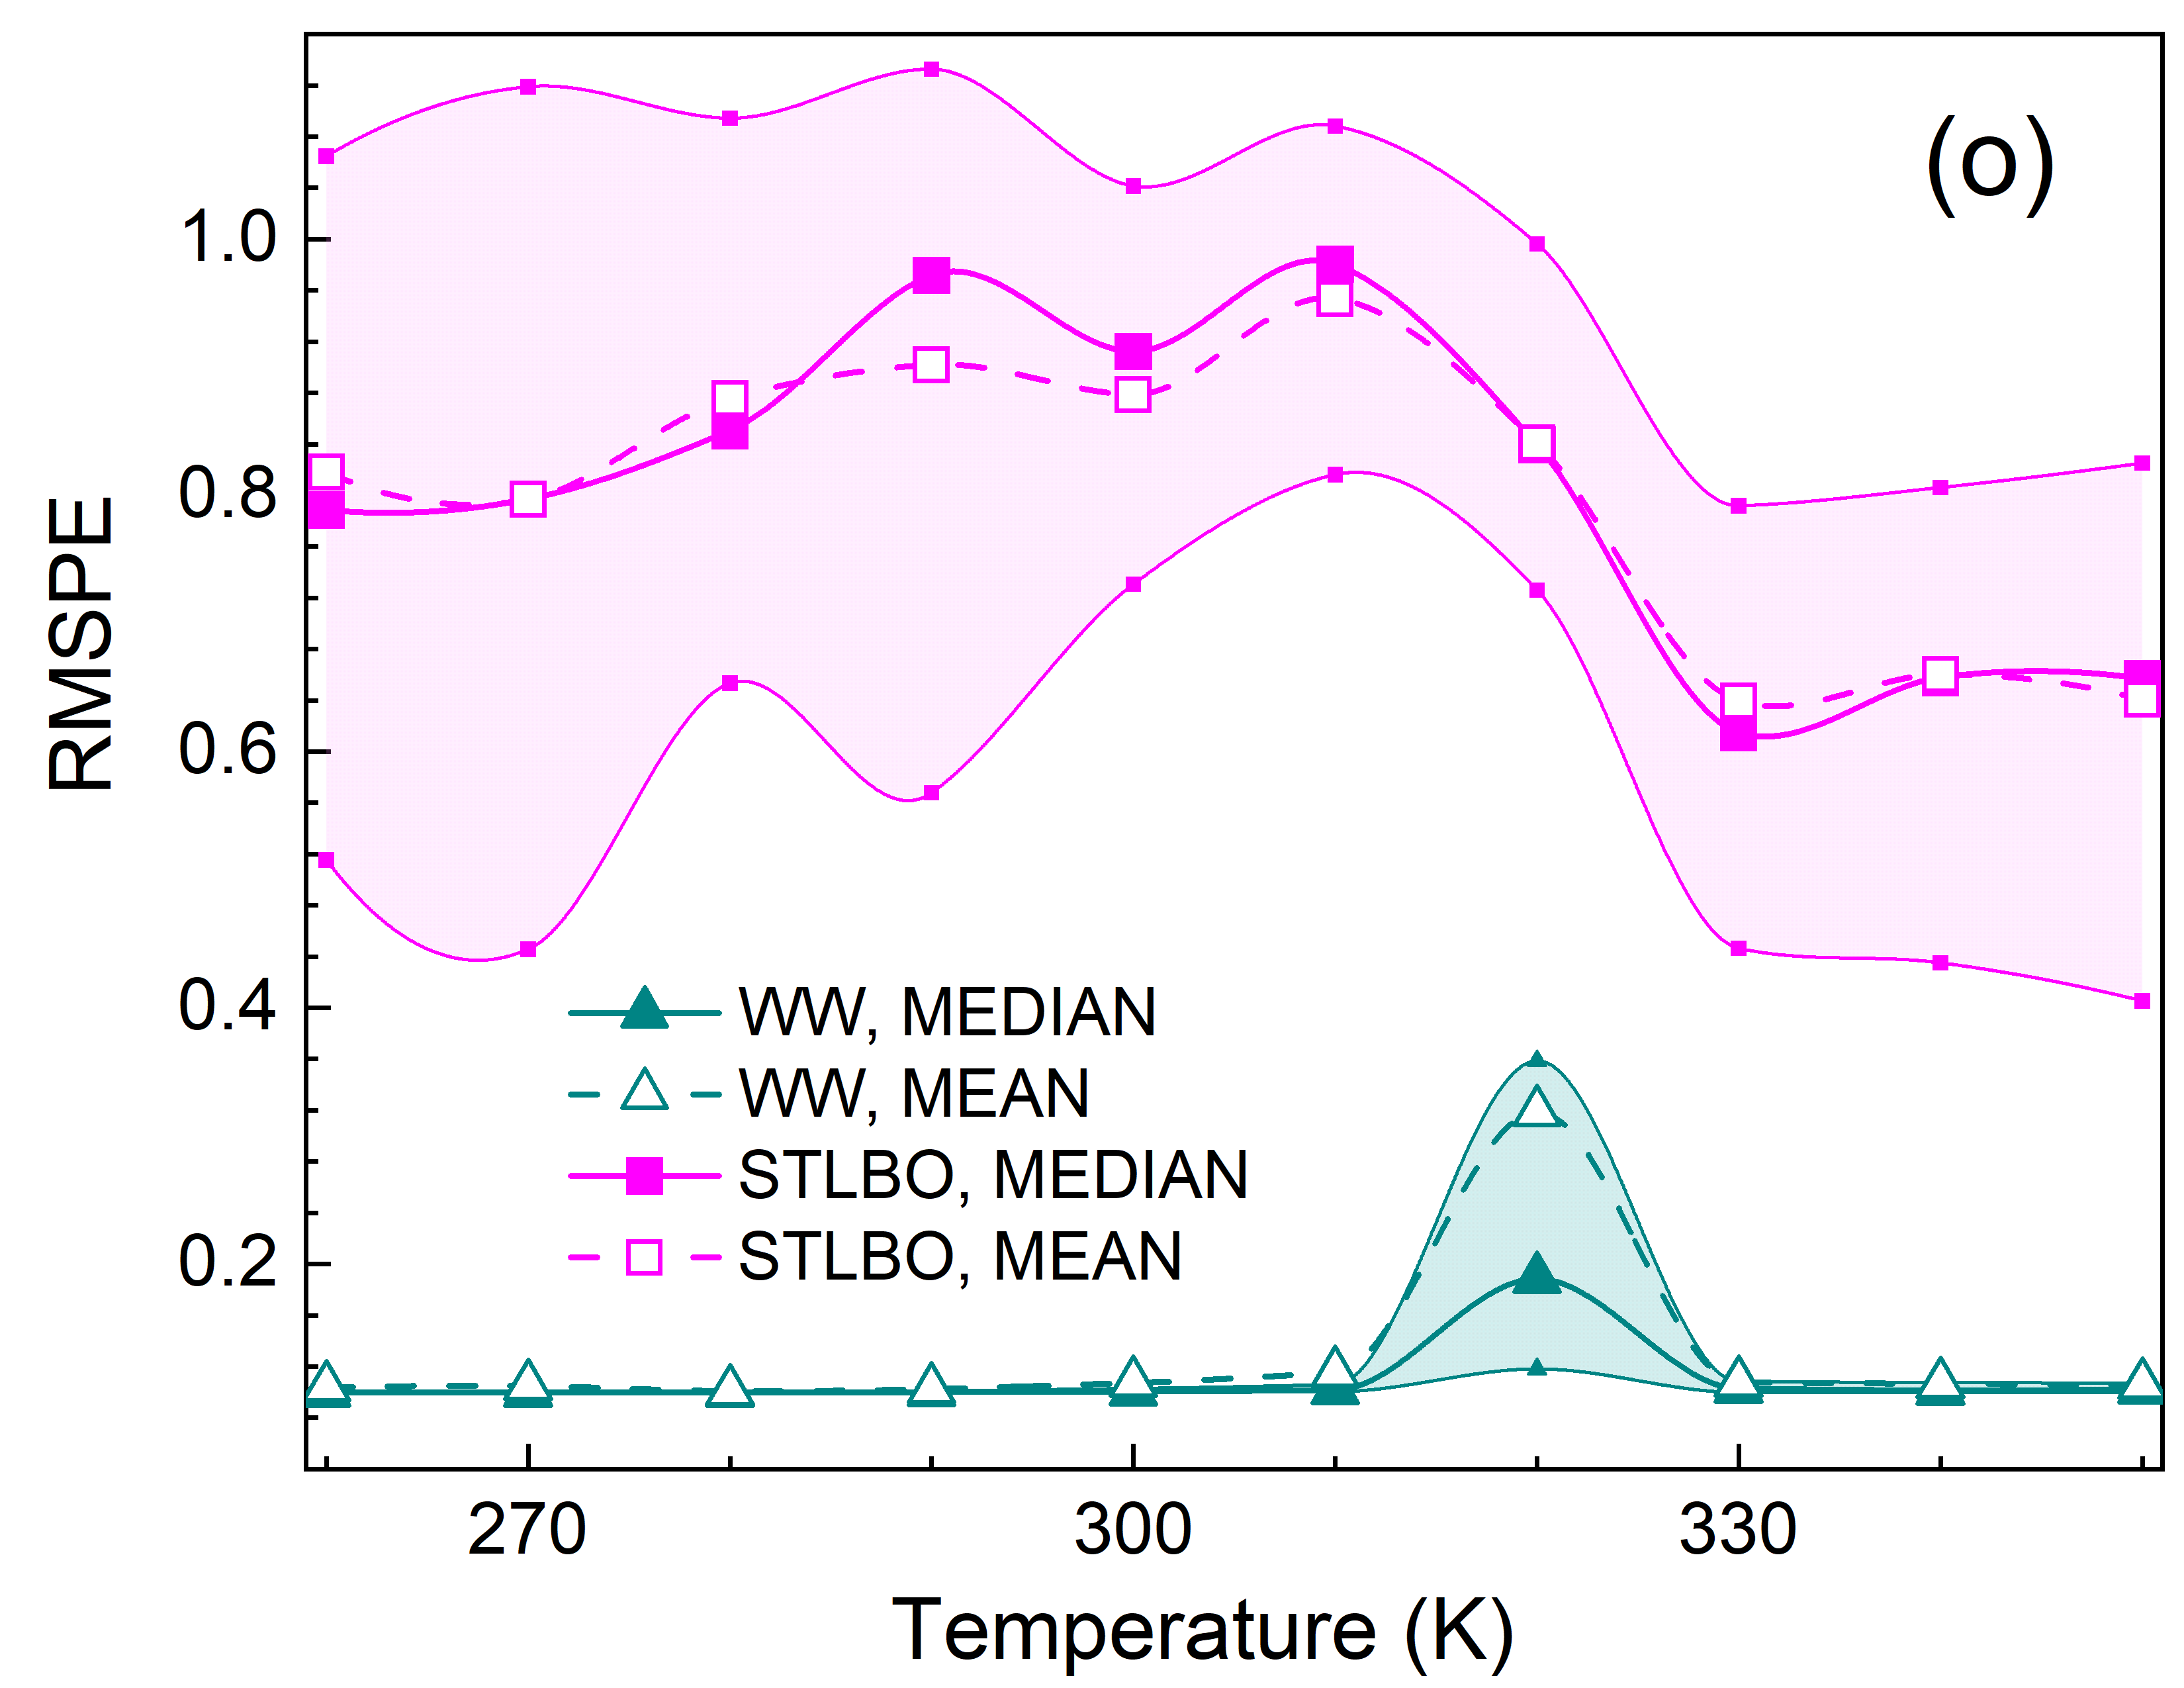 (o)
1.0
0.8
0.6
0.4
0.2
RMSPE
WW, MEDIAN
WW, MEAN
STLBO, MEDIAN
STLBO, MEAN
270 300 330
Temperature (K)